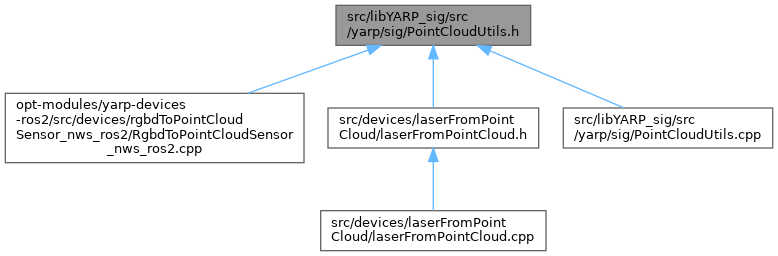 src/libYARP_sig/src
/yarp/sig/PointCloudUtils.h
opt-modules/yarp-devices
-ros2/src/devices/rgbdToPointCloud
Sensor_nws_ros2/RgbdToPointCloudSensor
_nws_ros2.cpp
src/devices/laserFromPoint
Cloud/laserFromPointCloud.h
src/libYARP_sig/src
/yarp/sig/PointCloudUtils.cpp
src/devices/laserFromPoint
Cloud/laserFromPointCloud.cpp